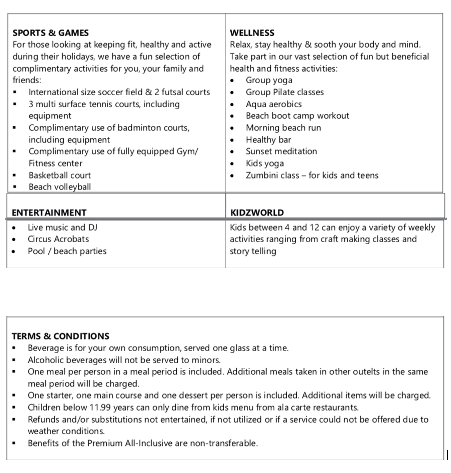 SPORTS & GAMES
For those looking at keeping fit, healthy and active
during their holidays, we have a fun selection of
complimentary activities for you, your family and
friends:
▪ International size soccer field & 2 futsal courts
▪ 3 multi surface tennis courts, including
equipment
▪ Complimentary use of badminton courts,
including equipment
▪ Complimentary use of fully equipped Gym/
Fitness center
▪ Basketball court
▪ Beach volleyball
WELLNESS
Relax, stay healthy & sooth your body and mind.
Take part in our vast selection of fun but beneficial
health and fitness activities:
• Group yoga
• Group Pilate classes
• Aqua aerobics
• Beach boot camp workout
• Morning beach run
• Healthy bar
• Sunset meditation
• Kids yoga
• Zumbini class – for kids and teens
ENTERTAINMENT
• Live music and DJ
• Circus Acrobats
• Pool / beach parties
KIDZWORLD
Kids between 4 and 12 can enjoy a variety of weekly
activities ranging from craft making classes and
story telling
TERMS & CONDITIONS
▪ Beverage is for your own consumption, served one glass at a time.
▪ Alcoholic beverages will not be served to minors.
▪ One meal per person in a meal period is included. Additional meals taken in other outelts in the same
meal period will be charged.
▪ One starter, one main course and one dessert per person is included. Additional items will be charged.
▪ Children below 11.99 years can only dine from kids menu from ala carte restaurants.
▪ Refunds and/or substitutions not entertained, if not utilized or if a service could not be offered due to
weather conditions.
▪ Benefits of the Premium All-Inclusive are non-transferable.